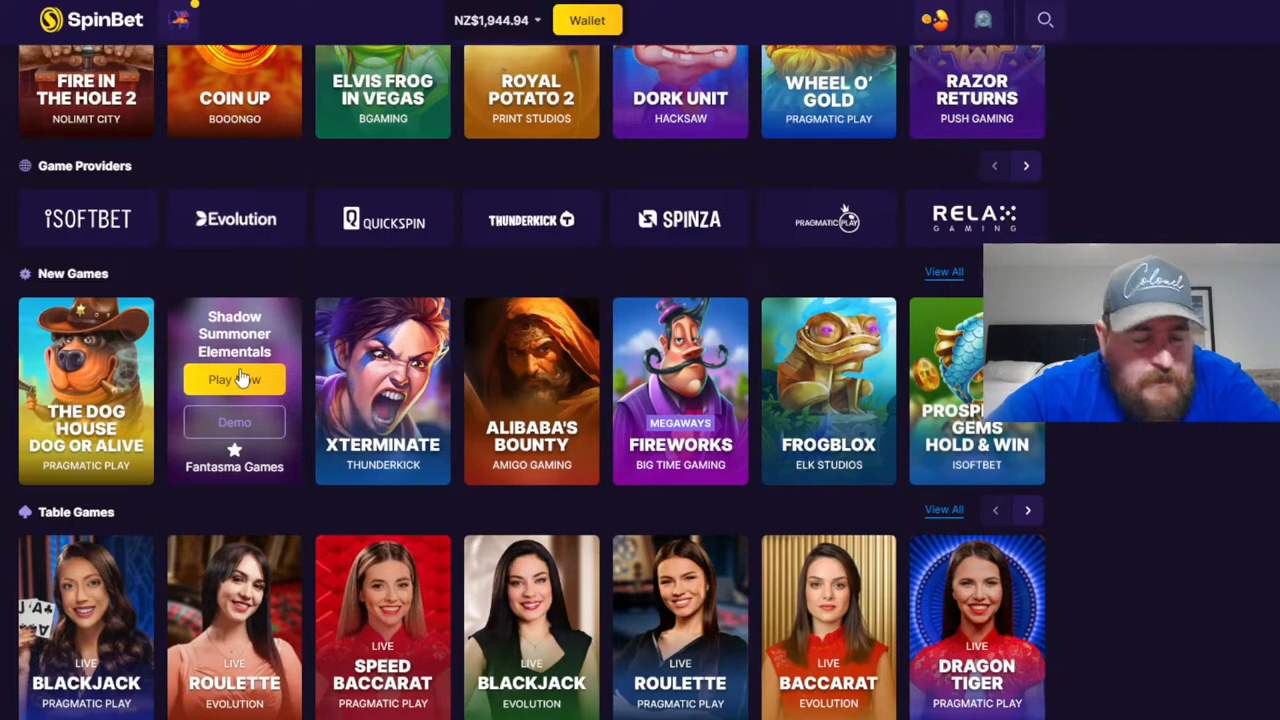 SpinBet
NZ$1,944.94
Wallet
FIRE IN
THE HOLE 2
NOLIMIT CITY
COIN UP
BOOONGO
ELVIS FROG
IN VEGAS
BGAMING
ROYAL
POTATO 2
PRINT STUDIOS
DORK UNIT
HACKSAW
WHEEL O'
GOLD
PRAGMATIC PLAY
RAZOR
RETURNS
PUSH GAMING
Game Providers
iSOFTBET
Evolution
QUICKSPIN
THUNDERKICK
SPINZA
PRAGMATIC PLAY
RELAX
GAMING
New Games
View All
THE DOG
HOUSE
DOG OR ALIVE
PRAGMATIC PLAY
Shadow
Summoner
Elementals
Play Now
Demo
Fantasma Games
XTERMINATE
THUNDERKICK
ALIBABA'S
BOUNTY
AMIGO GAMING
MEGAWAYS
FIREWORKS
BIG TIME GAMING
FROGBLOX
ELK STUDIOS
GEMS
HOLD & WIN
ISOFTBET
Colonel
Table Games
View All
LIVE
BLACKJACK
PRAGMATIC PLAY
LIVE
ROULETTE
EVOLUTION
LIVE
SPEED
BACCARAT
PRAGMATIC PLAY
LIVE
BLACKJACK
EVOLUTION
LIVE
ROULETTE
PRAGMATIC PLAY
LIVE
BACCARAT
EVOLUTION
LIVE
DRAGON
TIGER
PRAGMATIC PLAY